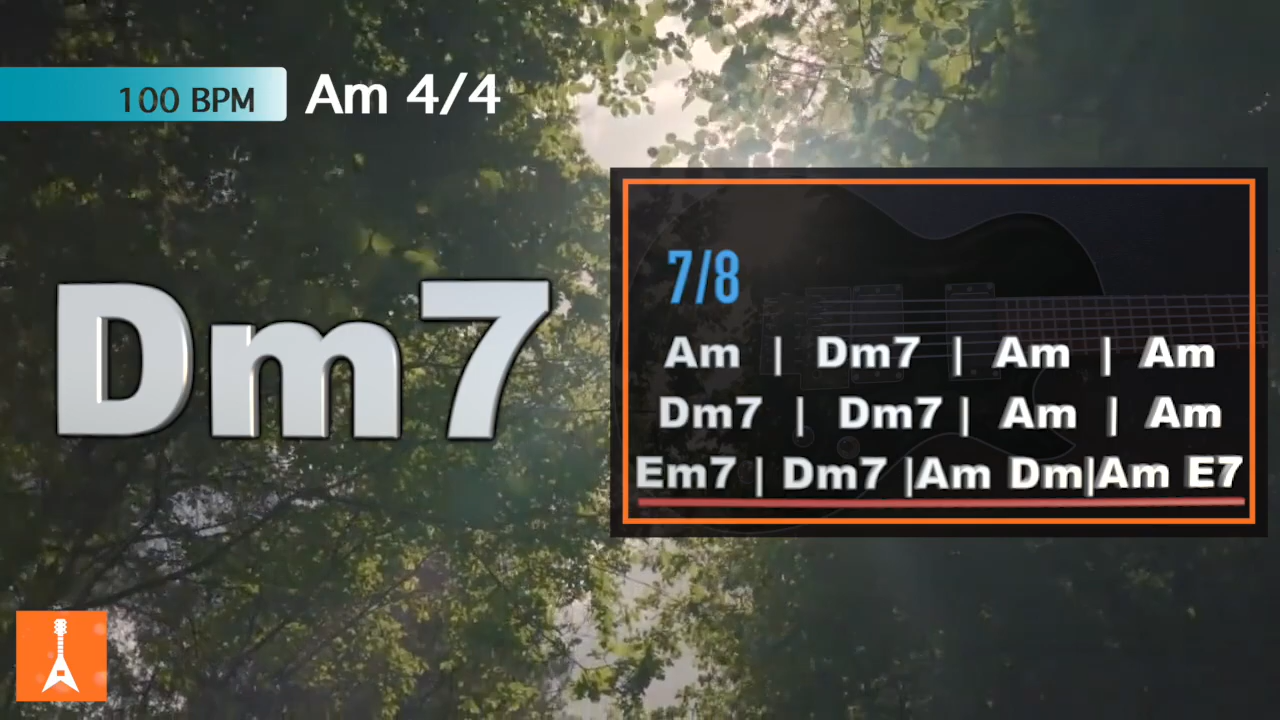 100 BPM Am 4/4
Dm7
7/8
Am | Dm7 | Am | Am
Dm7 | Dm7 | Am | Am
Em7 | Dm7 |Am Dm|Am E7